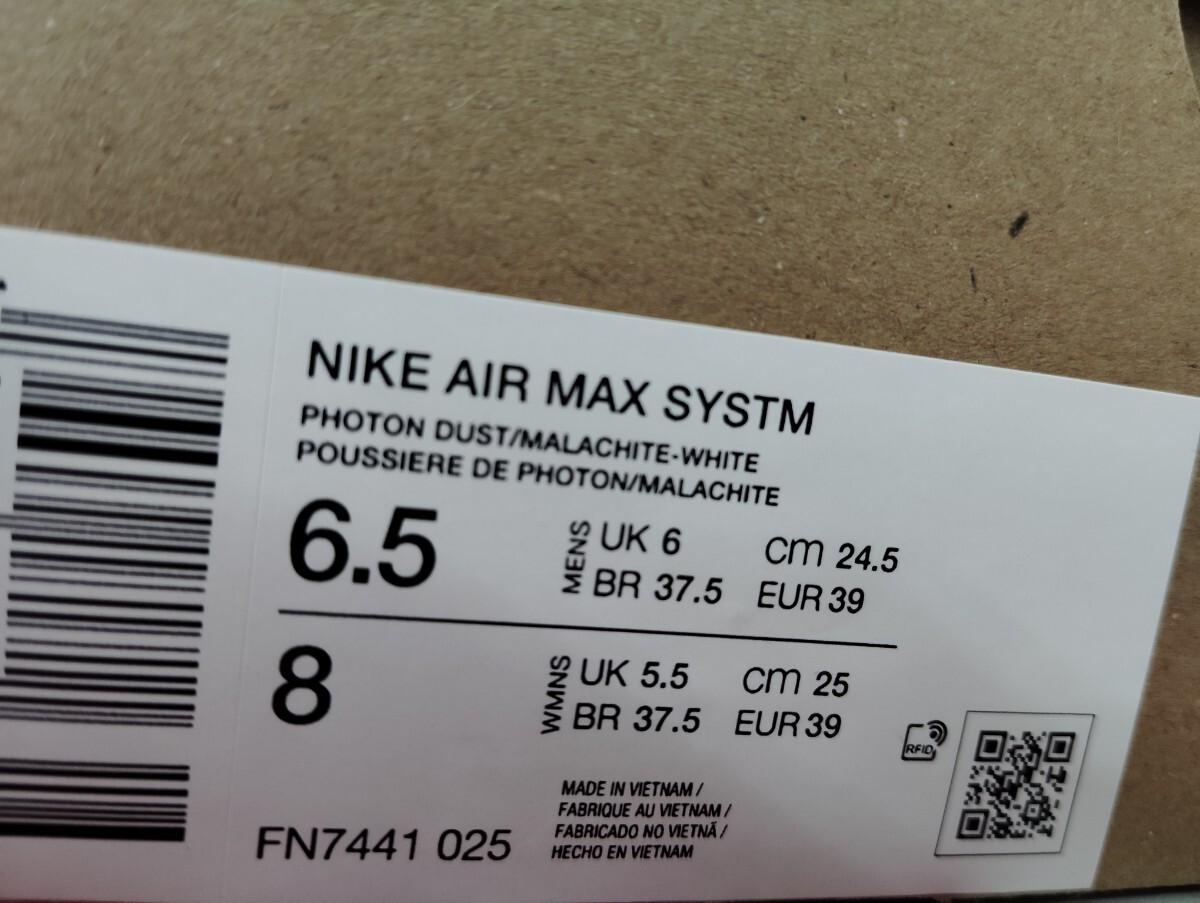 NIKE AIR MAX SYSTM
PHOTON DUST/MALACHITE-WHITE
POUSSIERE DE PHOTON/MALACHITE
6.5 MENS UK 6 CM 24.5
BR 37.5 EUR 39
8 WMNS UK 5.5 CM 25
BR 37.5 EUR 39
RFID
MADE IN VIETNAM /
FABRIQUE AU VIETNAM /
FABRICADO NO VIETNÃ /
HECHO EN VIETNAM
FN7441 025